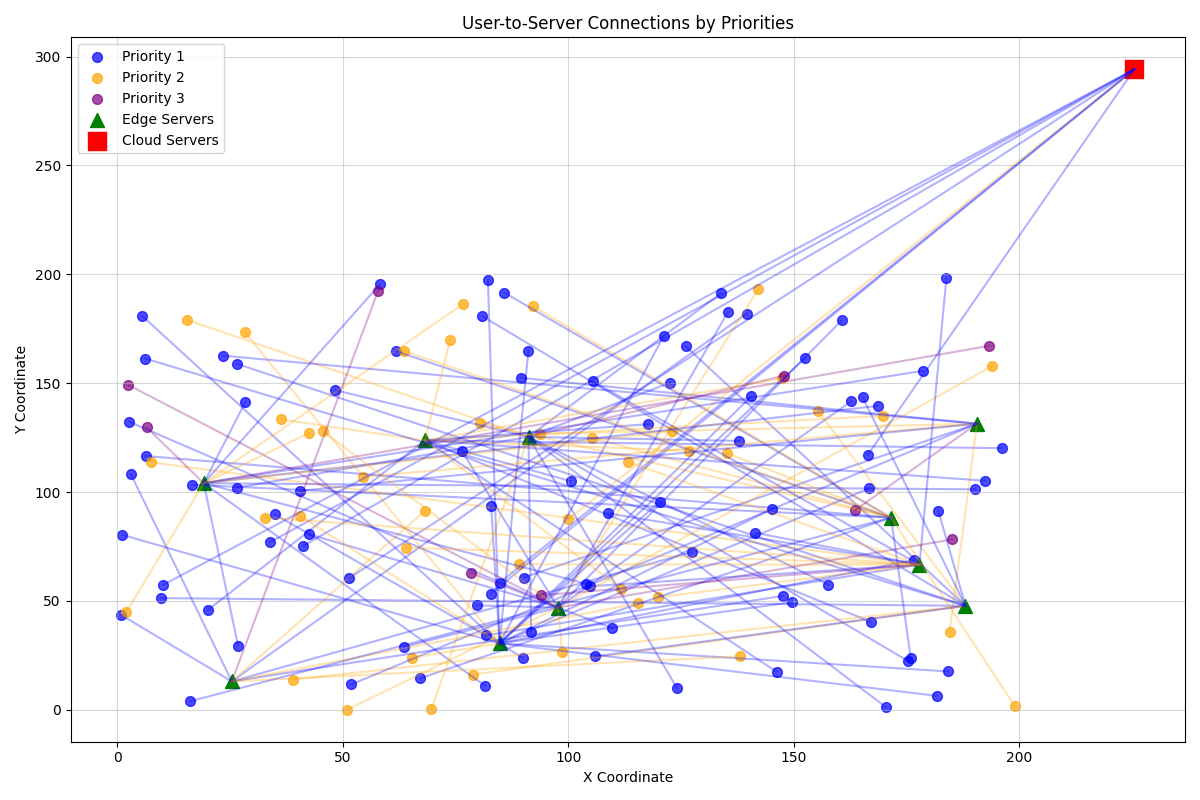 User-to-Server Connections by Priorities
Priority 1
Priority 2
Priority 3
Edge Servers
Cloud Servers
Y Coordinate
300
250
200
150
100
50
0
0 50 100 150 200
X Coordinate